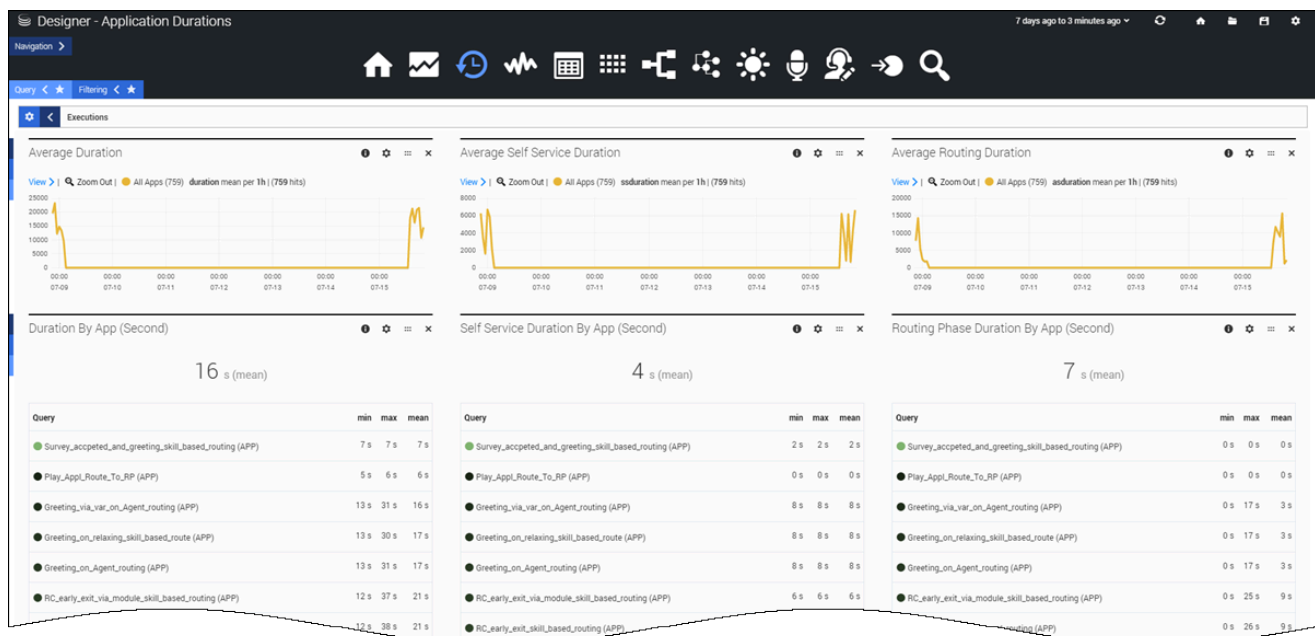 Designer - Application Durations
7 days ago to 3 minutes ago
Navigation
Query Filtering
Executions
Average Duration
View | Zoom Out | All Apps (759) duration mean per 1h | (759 hits)
25000
20000
15000
10000
5000
0
00:00 00:00 00:00 00:00 00:00 00:00 00:00
07-09 07-10 07-11 07-12 07-13 07-14 07-15
Average Self Service Duration
View | Zoom Out | All Apps (759) ssduration mean per 1h | (759 hits)
8000
6000
4000
2000
0
00:00 00:00 00:00 00:00 00:00 00:00 00:00
07-09 07-10 07-11 07-12 07-13 07-14 07-15
Average Routing Duration
View | Zoom Out | All Apps (759) asduration mean per 1h | (759 hits)
20000
15000
10000
5000
0
00:00 00:00 00:00 00:00 00:00 00:00 00:00
07-09 07-10 07-11 07-12 07-13 07-14 07-15
Duration By App (Second)
16 s (mean)
Query min max mean
Survey_accpeted_and_greeting_skill_based_routing (APP) 7 s 7 s 7 s
Play_Appl_Route_To_RP (APP) 5 s 6 s 6 s
Greeting_via_var_on_Agent_routing (APP) 13 s 31 s 16 s
Greeting_on_relaxing_skill_based_route (APP) 13 s 30 s 17 s
Greeting_on_Agent_routing (APP) 13 s 31 s 17 s
RC_early_exit_via_module_skill_based_routing (APP) 12 s 37 s 21 s
12 s 38 s 21 s
Self Service Duration By App (Second)
4 s (mean)
Query min max mean
Survey_accpeted_and_greeting_skill_based_routing (APP) 2 s 2 s 2 s
Play_Appl_Route_To_RP (APP) 0 s 0 s 0 s
Greeting_via_var_on_Agent_routing (APP) 8 s 8 s 8 s
Greeting_on_relaxing_skill_based_route (APP) 8 s 8 s 8 s
Greeting_on_Agent_routing (APP) 8 s 8 s 8 s
RC_early_exit_via_module_skill_based_routing (APP) 6 s 6 s 6 s
RC_early_exit_skill_based_routing (APP)
Routing Phase Duration By App (Second)
7 s (mean)
Query min max mean
Survey_accpeted_and_greeting_skill_based_routing (APP) 0 s 0 s 0 s
Play_Appl_Route_To_RP (APP) 0 s 0 s 0 s
Greeting_via_var_on_Agent_routing (APP) 0 s 17 s 3 s
Greeting_on_relaxing_skill_based_route (APP) 0 s 17 s 3 s
Greeting_on_Agent_routing (APP) 0 s 17 s 3 s
RC_early_exit_via_module_skill_based_routing (APP) 0 s 25 s 9 s
routing (APP) 0 s 26 s 9 s